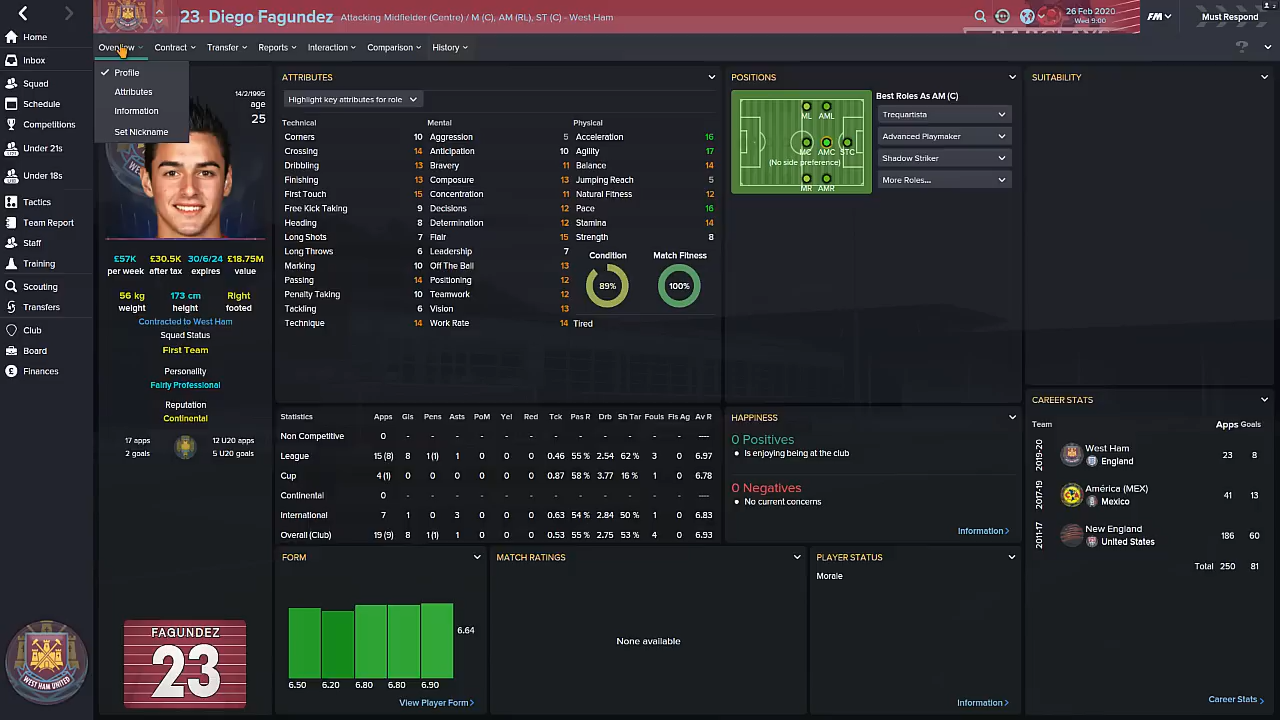 23. Diego Fagundez
Attacking Midfielder (Centre) / M (C), AM (RL), ST (C) - West Ham
26 Feb 2020
Wed 9:00
FM
Must Respond
Home
Inbox
Squad
Schedule
Competitions
Under 21s
Under 18s
Tactics
Team Report
Staff
Training
Scouting
Transfers
Club
Board
Finances
WEST HAM UNITED
Overview
Contract
Transfer
Reports
Interaction
Comparison
History
Profile
Attributes
Information
Set Nickname
14/2/1995
age
25
£57K per week
£30.5K after tax
30/6/24 expires
£18.75M value
56 kg weight
173 cm height
Right footed
Contracted to West Ham
Squad Status
First Team
Personality
Fairly Professional
Reputation
Continental
17 apps
2 goals
12 U20 apps
5 U20 goals
FAGUNDEZ
23
ATTRIBUTES
Highlight key attributes for role
Technical Mental Physical
Corners 10 Aggression 5 Acceleration 16
Crossing 14 Anticipation 10 Agility 17
Dribbling 13 Bravery 11 Balance 14
Finishing 13 Composure 13 Jumping Reach 5
First Touch 15 Concentration 11 Natural Fitness 12
Free Kick Taking 9 Decisions 12 Pace 16
Heading 8 Determination 12 Stamina 14
Long Shots 7 Flair 15 Strength 8
Long Throws 6 Leadership 7
Marking 10 Off The Ball 13
Passing 14 Positioning 12
Penalty Taking 10 Teamwork 12
Tackling 6 Vision 13
Technique 14 Work Rate 14
Condition
89%
Tired
Match Fitness
100%
POSITIONS
ML AML
MC AMC STC
(No side preference)
MR AMR
Best Roles As AM (C)
Trequartista
Advanced Playmaker
Shadow Striker
More Roles...
SUITABILITY
Statistics Apps Gls Pens Asts PoM Yel Red Tck Pas R Drb Sh Tar Fouls Fls Ag Av R
Non Competitive 0 - - - - - - - - - - - - ---
League 15 (8) 8 1 (1) 1 0 0 0 0.46 55 % 2.54 62 % 3 0 6.97
Cup 4 (1) 0 0 0 0 0 0 0.87 58 % 3.77 16 % 1 0 6.78
Continental 0 - - - - - - - - - - - - ---
International 7 1 0 3 0 0 0 0.63 54 % 2.84 50 % 1 0 6.83
Overall (Club) 19 (9) 8 1 (1) 1 0 0 0 0.53 55 % 2.75 53 % 4 0 6.93
HAPPINESS
0 Positives
• Is enjoying being at the club
0 Negatives
• No current concerns
Information >
CAREER STATS
Team Apps Goals
2019-20 West Ham England 23 8
2017-19 América (MEX) Mexico 41 13
2011-17 New England United States 186 60
Total 250 81
Career Stats >
FORM
6.64
6.50 6.20 6.80 6.80 6.90
View Player Form >
MATCH RATINGS
None available
PLAYER STATUS
Morale
Information >